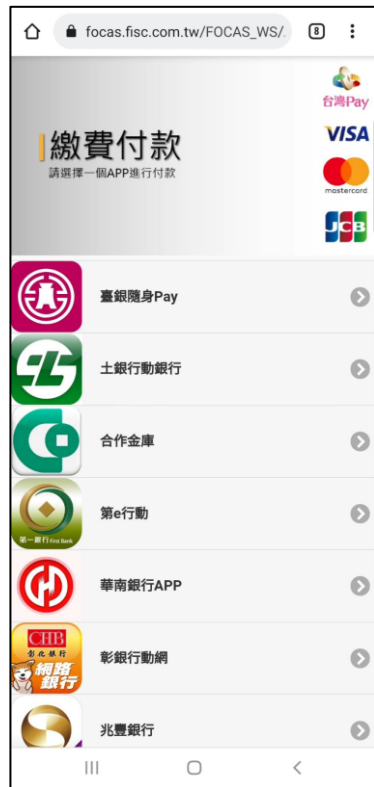 focas.fisc.com.tw/FOCAS_WS/.
8
台灣Pay
VISA
mastercard
JCB
繳費付款
請選擇一個APP進行付款
臺銀隨身Pay
土銀行動銀行
合作金庫
第e行動
第一銀行 First Bank
華南銀行APP
CHB
彰化銀行
網路
銀行
彰銀行動網
兆豐銀行